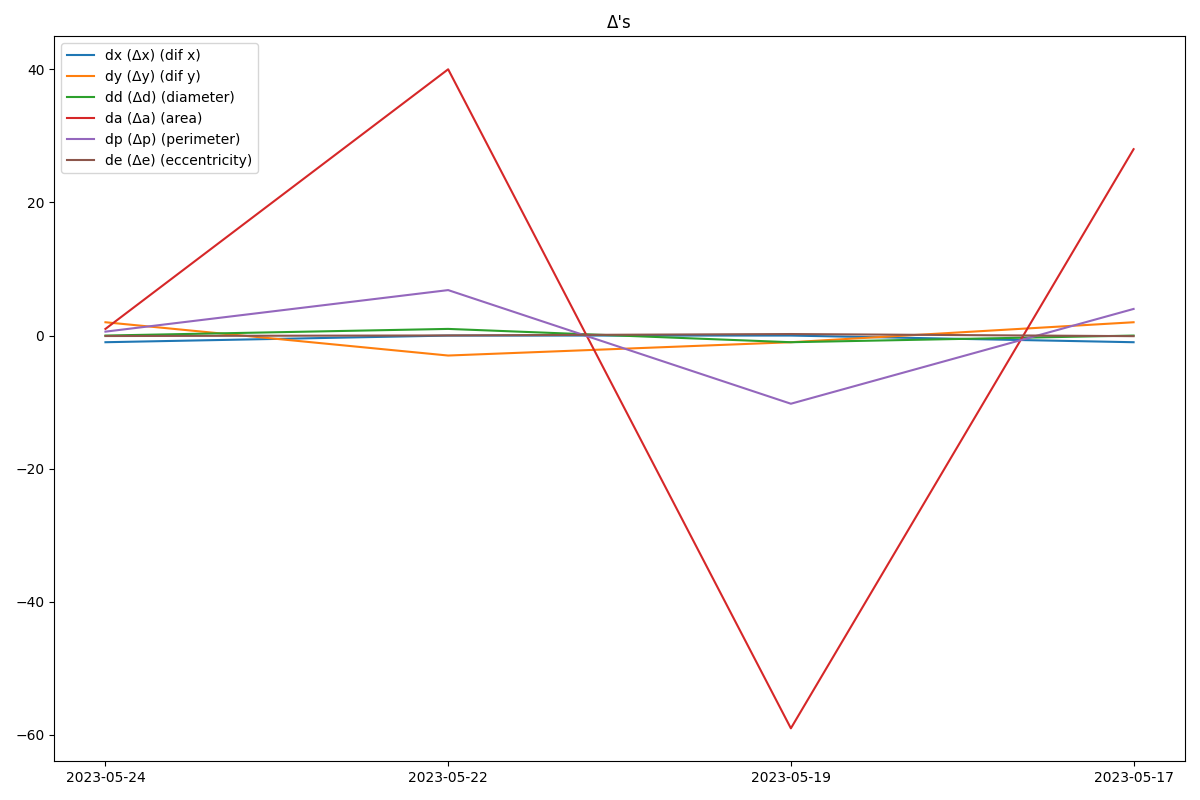 Δ's
dx (Δx) (dif x)
dy (Δy) (dif y)
dd (Δd) (diameter)
da (Δa) (area)
dp (Δp) (perimeter)
de (Δe) (eccentricity)
40
20
0
−20
−40
−60
2023-05-24 2023-05-22 2023-05-19 2023-05-17